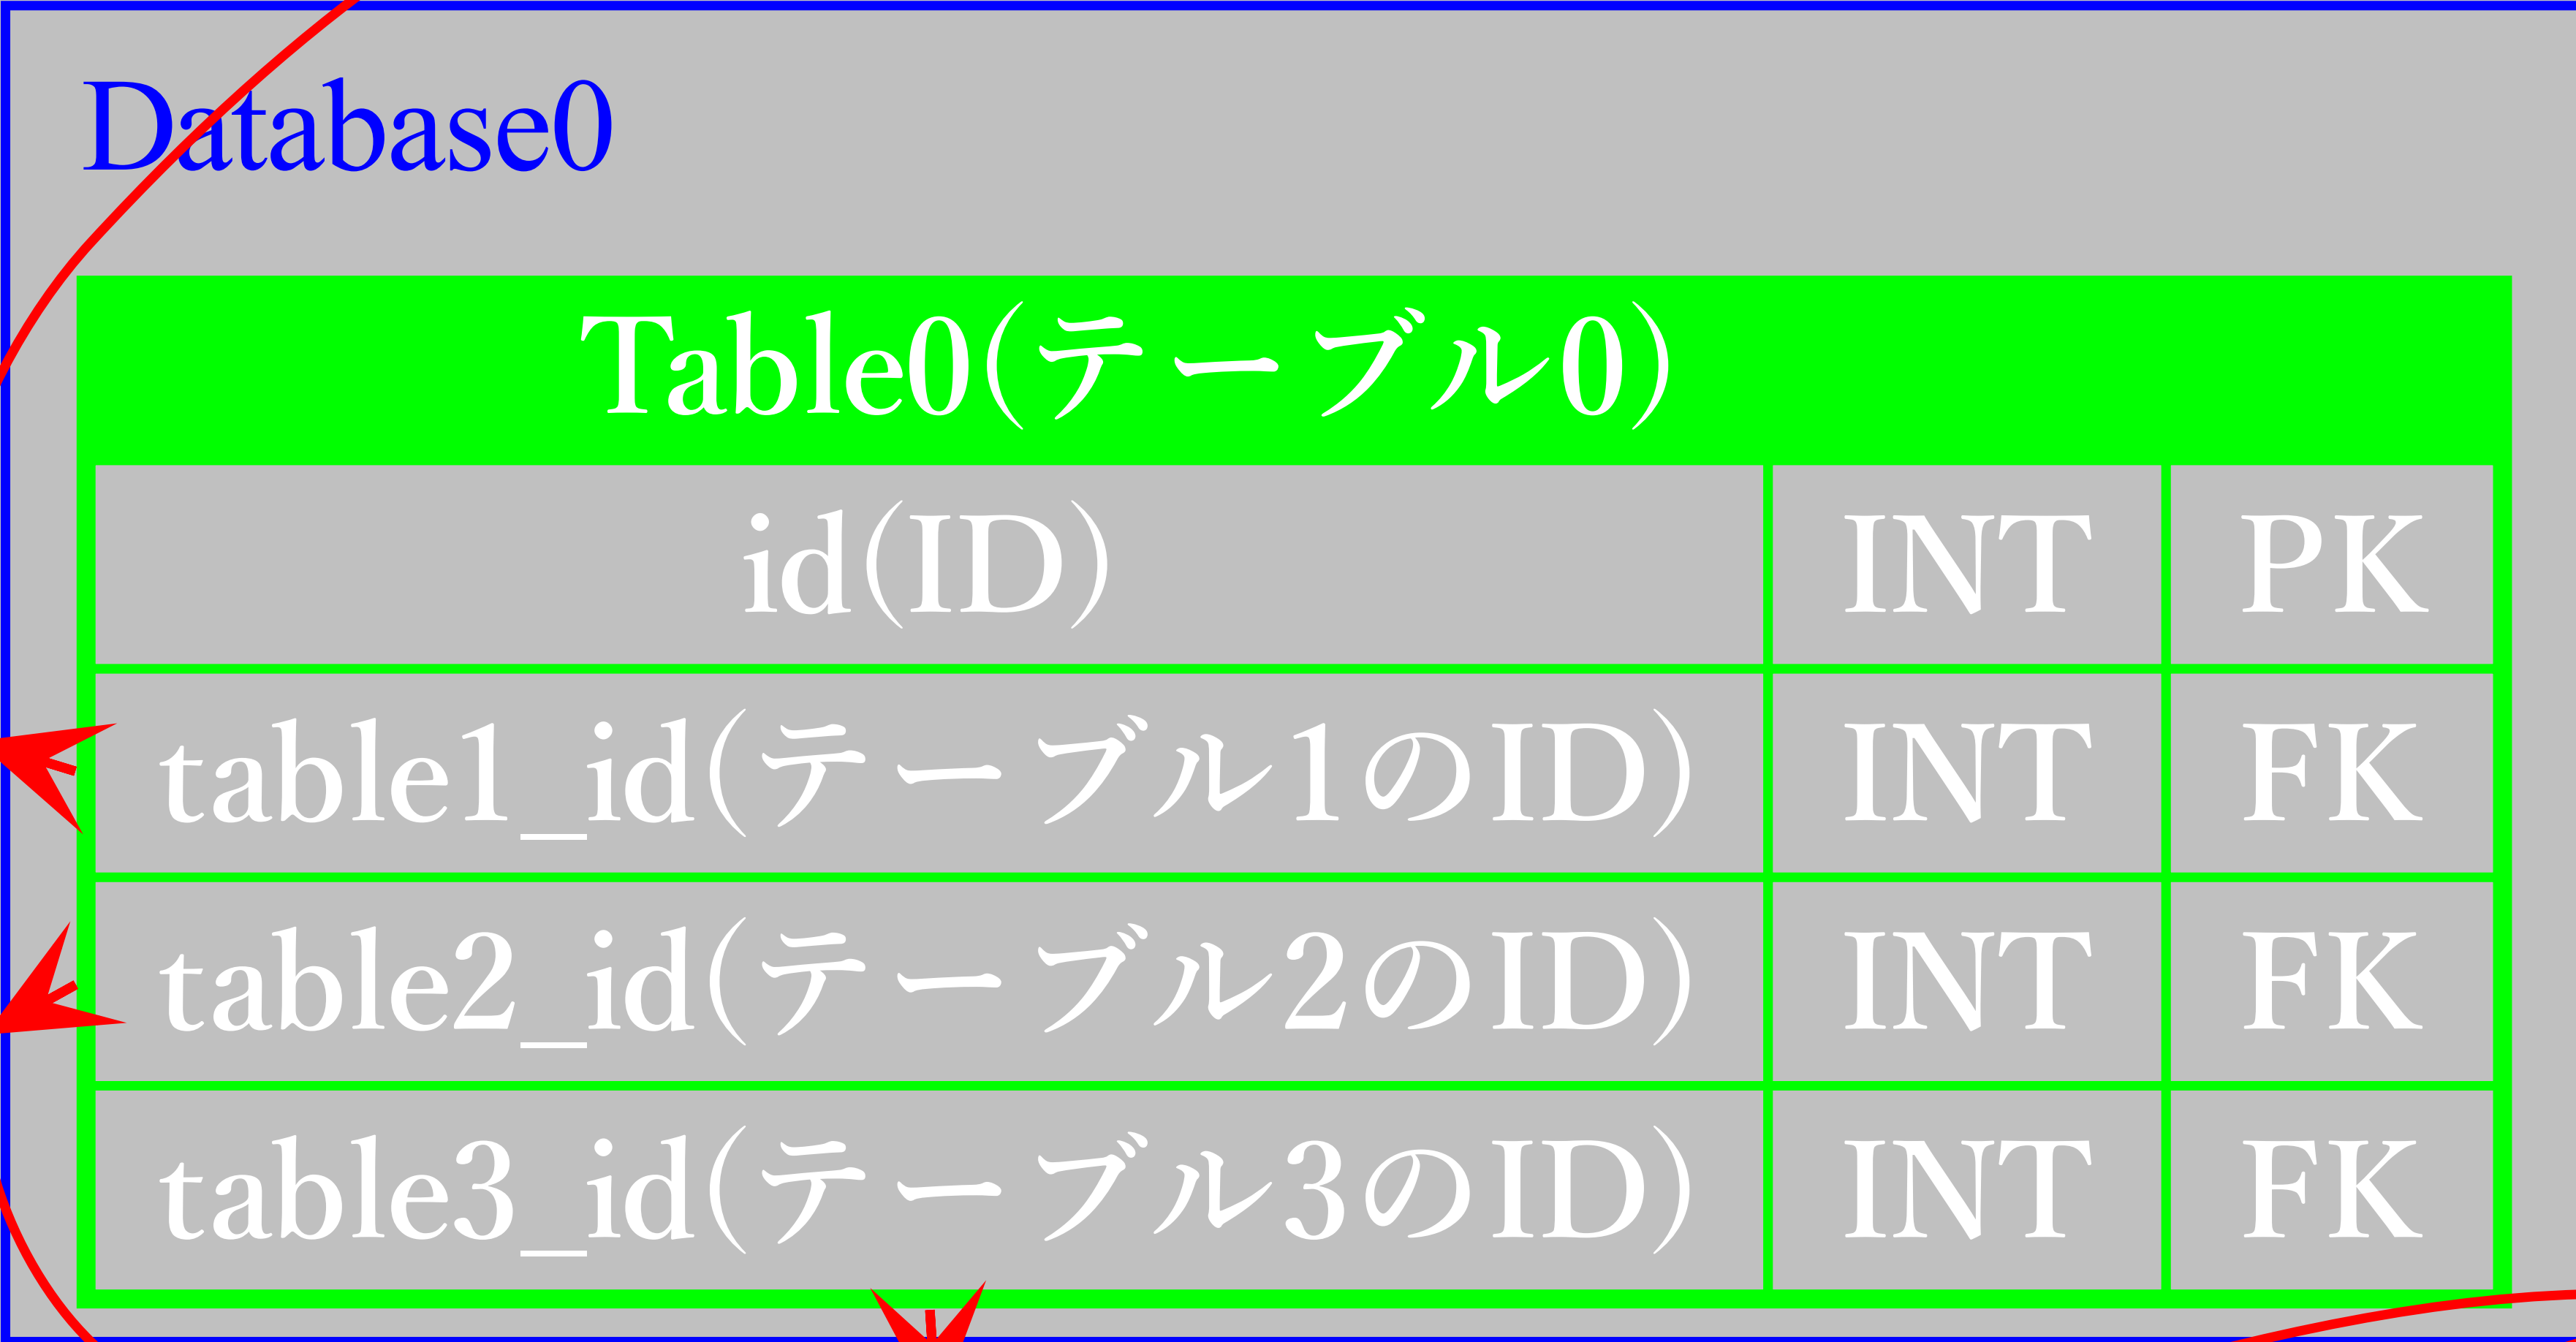 Database0
Table0(テーブル0)
id(ID) INT PK
table1_id(テーブル1のID) INT FK
table2_id(テーブル2のID) INT FK
table3_id(テーブル3のID) INT FK